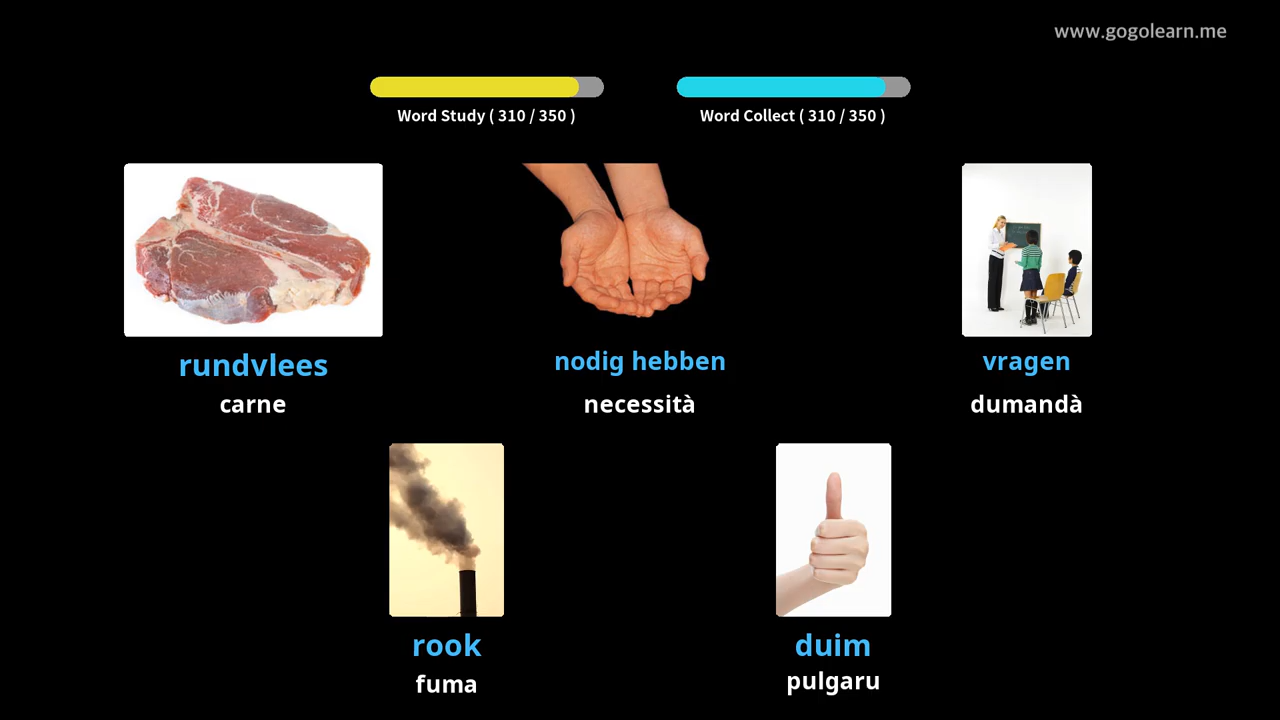 www.gogolearn.me
Word Study ( 310 / 350 )
Word Collect ( 310 / 350 )
rundvlees
carne
nodig hebben
necessità
vragen
dumandà
rook
fuma
duim
pulgaru